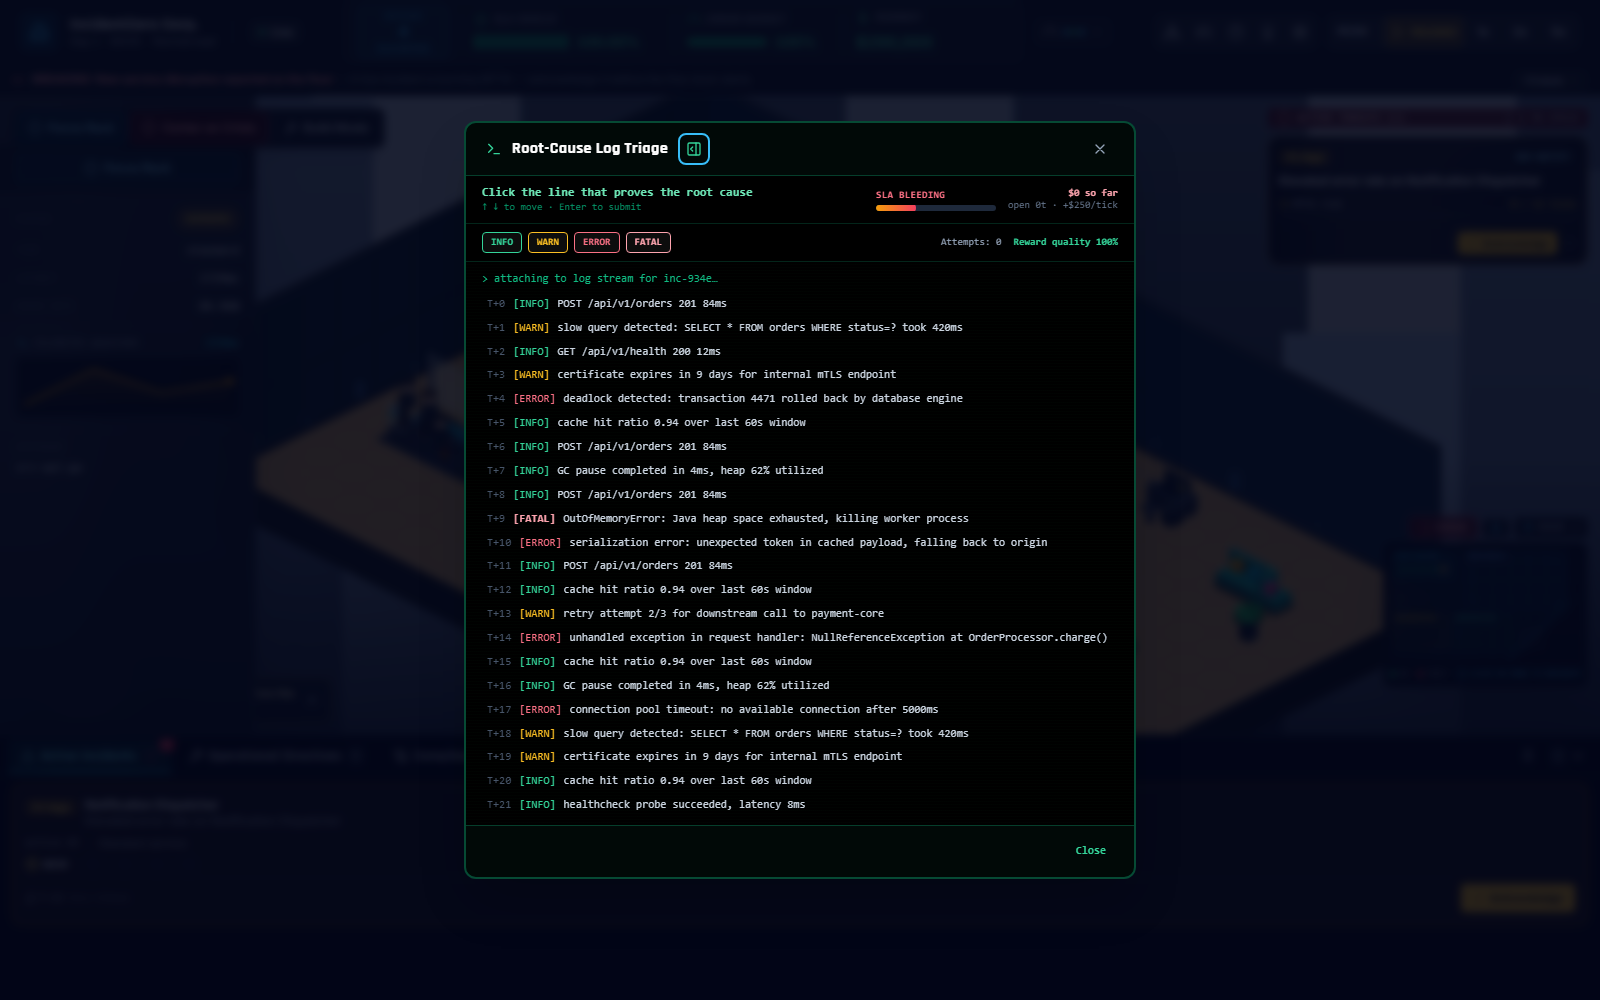 >_ Root-Cause Log Triage
Click the line that proves the root cause
↑ ↓ to move · Enter to submit
SLA BLEEDING
$0 so far
open 0t · +$250/tick
INFO WARN ERROR FATAL
Attempts: 0 Reward quality 100%
> attaching to log stream for inc-934e…
T+0 [INFO] POST /api/v1/orders 201 84ms
T+1 [WARN] slow query detected: SELECT * FROM orders WHERE status=? took 420ms
T+2 [INFO] GET /api/v1/health 200 12ms
T+3 [WARN] certificate expires in 9 days for internal mTLS endpoint
T+4 [ERROR] deadlock detected: transaction 4471 rolled back by database engine
T+5 [INFO] cache hit ratio 0.94 over last 60s window
T+6 [INFO] POST /api/v1/orders 201 84ms
T+7 [INFO] GC pause completed in 4ms, heap 62% utilized
T+8 [INFO] POST /api/v1/orders 201 84ms
T+9 [FATAL] OutOfMemoryError: Java heap space exhausted, killing worker process
T+10 [ERROR] serialization error: unexpected token in cached payload, falling back to origin
T+11 [INFO] POST /api/v1/orders 201 84ms
T+12 [INFO] cache hit ratio 0.94 over last 60s window
T+13 [WARN] retry attempt 2/3 for downstream call to payment-core
T+14 [ERROR] unhandled exception in request handler: NullReferenceException at OrderProcessor.charge()
T+15 [INFO] cache hit ratio 0.94 over last 60s window
T+16 [INFO] GC pause completed in 4ms, heap 62% utilized
T+17 [ERROR] connection pool timeout: no available connection after 5000ms
T+18 [WARN] slow query detected: SELECT * FROM orders WHERE status=? took 420ms
T+19 [WARN] certificate expires in 9 days for internal mTLS endpoint
T+20 [INFO] cache hit ratio 0.94 over last 60s window
T+21 [INFO] healthcheck probe succeeded, latency 8ms
Close